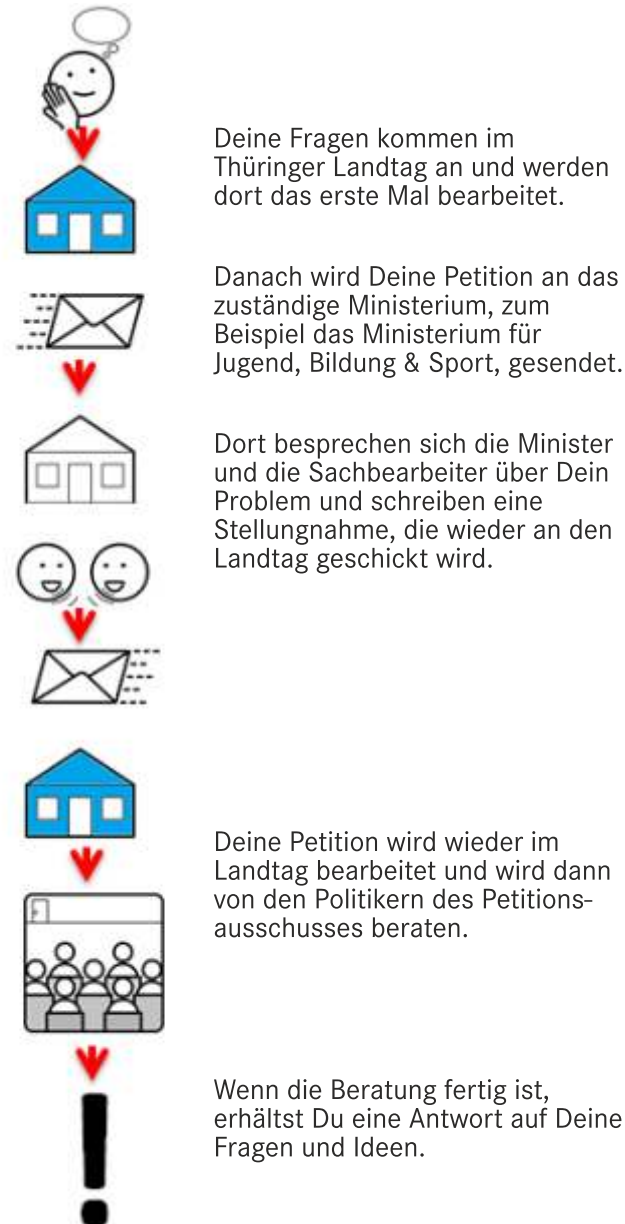 Deine Fragen kommen im
Thüringer Landtag an und werden
dort das erste Mal bearbeitet.
Danach wird Deine Petition an das
zuständige Ministerium, zum
Beispiel das Ministerium für
Jugend, Bildung & Sport, gesendet.
Dort besprechen sich die Minister
und die Sachbearbeiter über Dein
Problem und schreiben eine
Stellungnahme, die wieder an den
Landtag geschickt wird.
Deine Petition wird wieder im
Landtag bearbeitet und wird dann
von den Politikern des Petitions-
ausschusses beraten.
Wenn die Beratung fertig ist,
erhältst Du eine Antwort auf Deine
Fragen und Ideen.